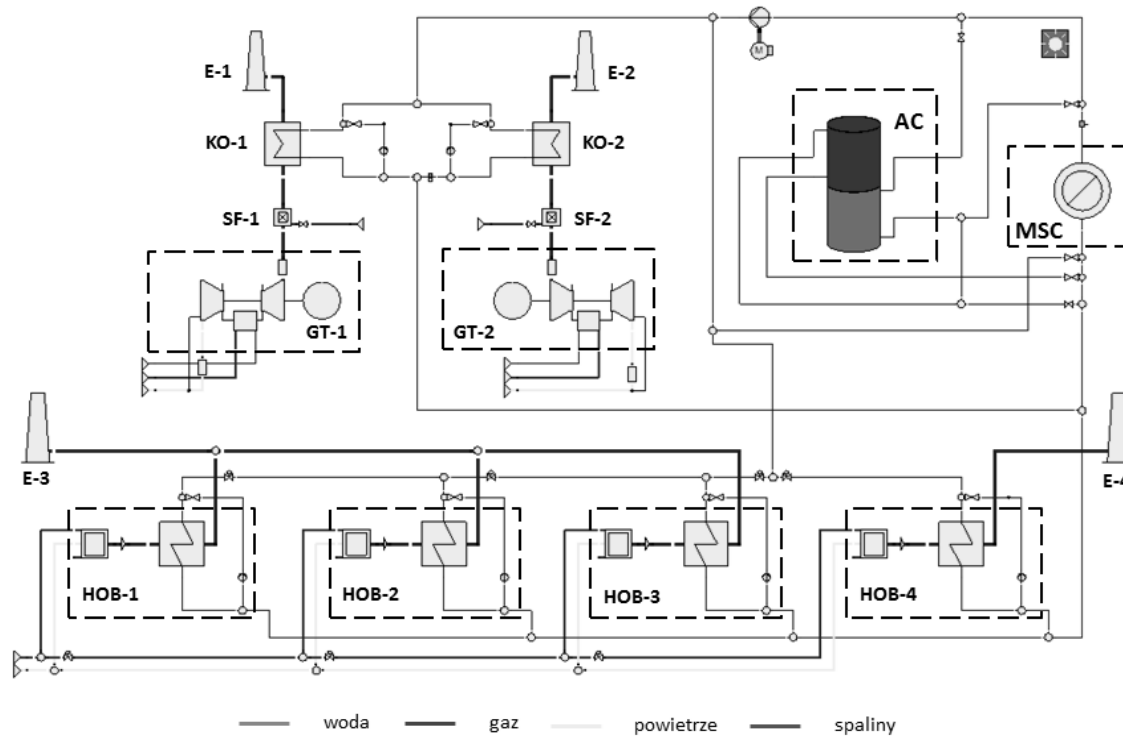 E-1
E-2
M
AC
KO-1
KO-2
SF-1
SF-2
MSC
GT-1
GT-2
E-3
E-4
HOB-1
HOB-2
HOB-3
HOB-4
woda gaz powietrze spaliny